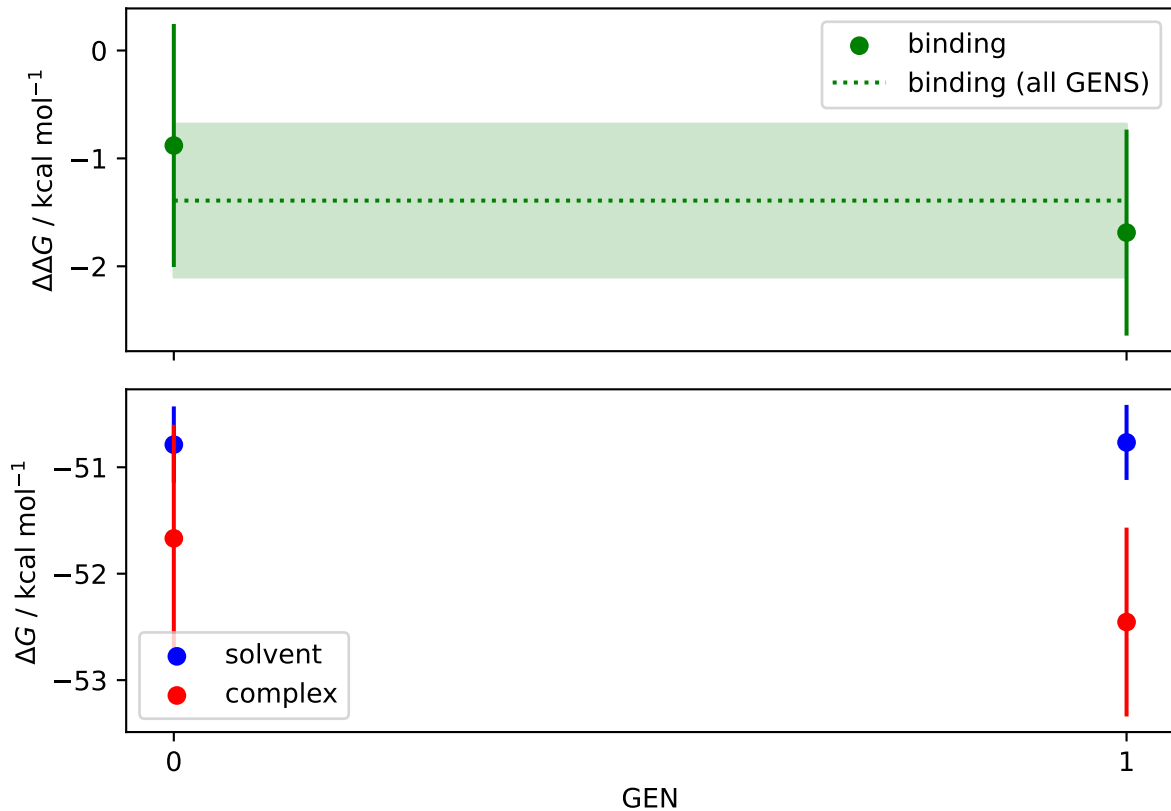 0
−1
−2
ΔΔG / kcal mol⁻¹
binding
binding (all GENS)
−51
−52
−53
ΔG / kcal mol⁻¹
solvent
complex
0
1
GEN